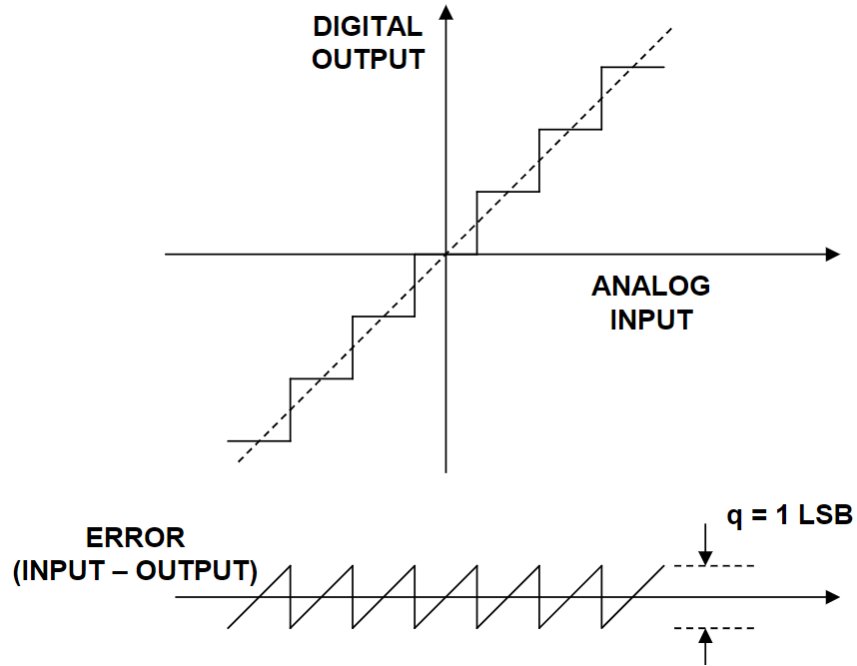 DIGITAL
OUTPUT
ANALOG
INPUT
q = 1 LSB
ERROR
(INPUT – OUTPUT)